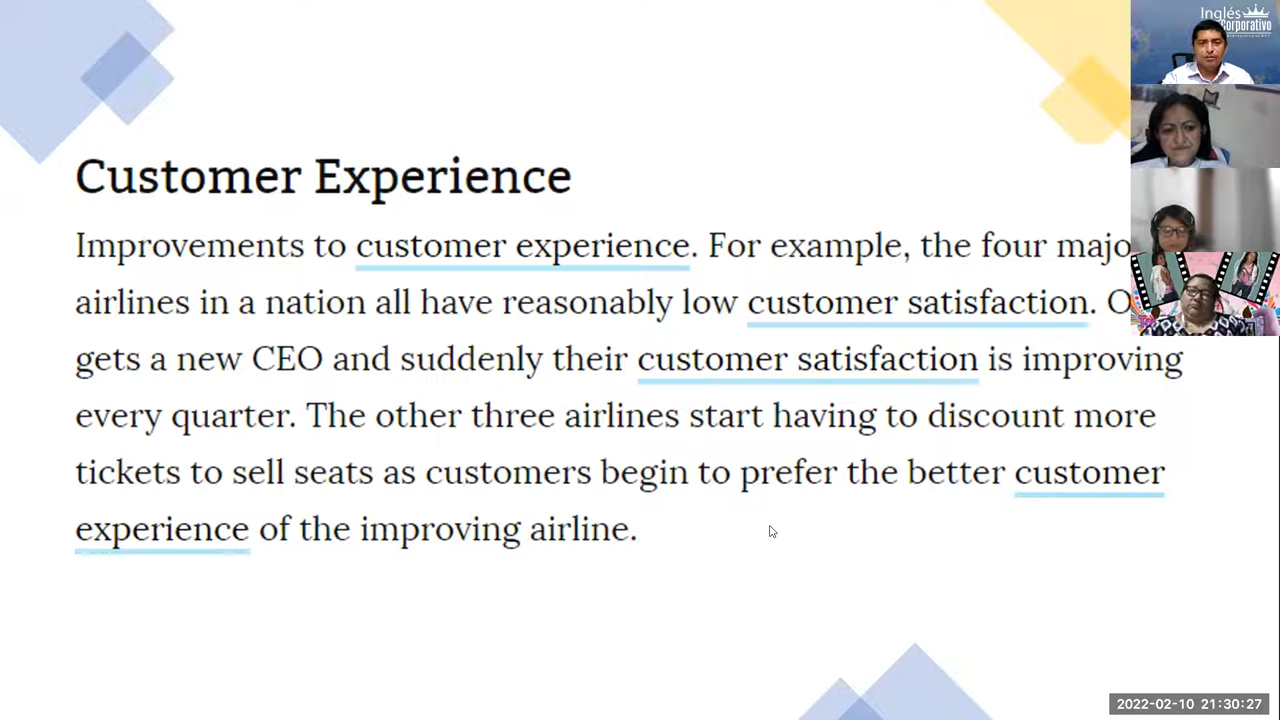 Inglés
Corporativo
Customer Experience
Improvements to customer experience. For example, the four majo
airlines in a nation all have reasonably low customer satisfaction. O
gets a new CEO and suddenly their customer satisfaction is improving
every quarter. The other three airlines start having to discount more
tickets to sell seats as customers begin to prefer the better customer
experience of the improving airline.
2022-02-10 21:30:27